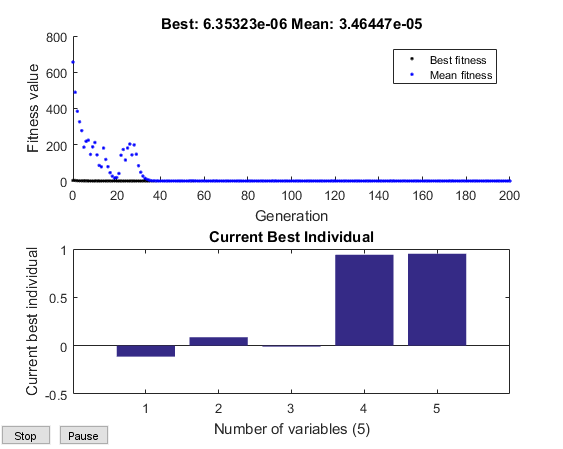 Best: 6.35323e-06 Mean: 3.46447e-05
800
600
400
200
0
Fitness value
Best fitness
Mean fitness
0 20 40 60 80 100 120 140 160 180 200
Generation
Current Best Individual
1
0.5
0
-0.5
Current best individual
1 2 3 4 5
Number of variables (5)
Stop Pause